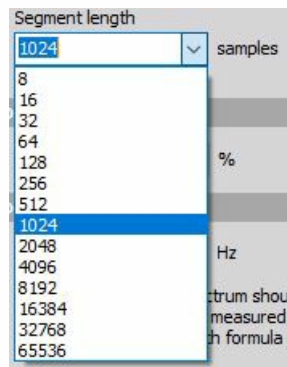 Segment length
1024 samples
8
16
32
64
128 %
256
512
1024
2048 Hz
4096
8192
16384 trum shou
32768 measured
65536 h formula